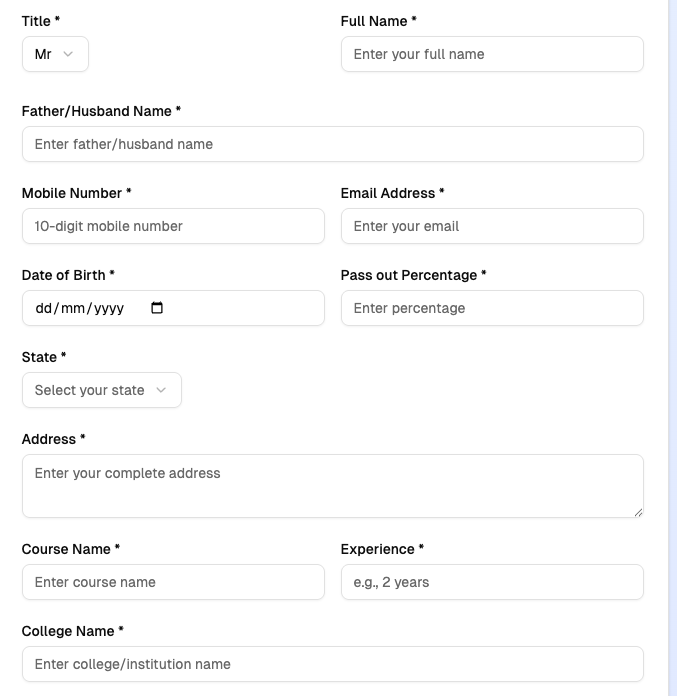 Title * Full Name *
Mr Enter your full name
Father/Husband Name *
Enter father/husband name
Mobile Number * Email Address *
10-digit mobile number Enter your email
Date of Birth * Pass out Percentage *
dd/mm/yyyy Enter percentage
State *
Select your state
Address *
Enter your complete address
Course Name * Experience *
Enter course name e.g., 2 years
College Name *
Enter college/institution name